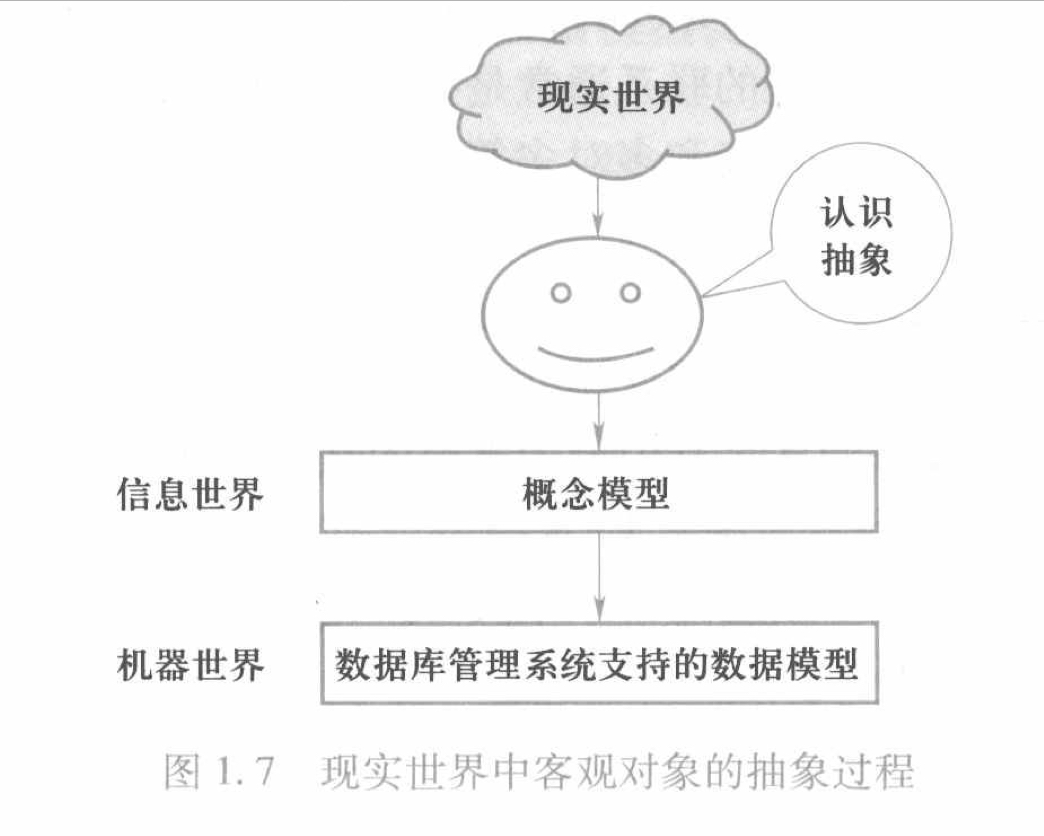 现实世界
认识
抽象
信息世界
概念模型
机器世界
数据库管理系统支持的数据模型
图 1.7 现实世界中客观对象的抽象过程